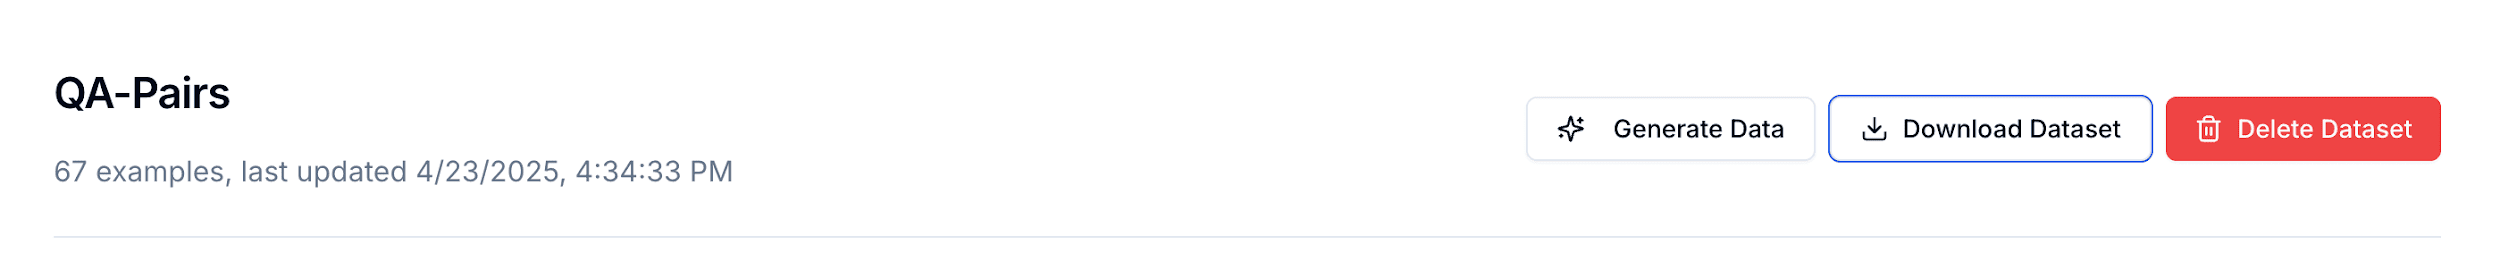 QA-Pairs
67 examples, last updated 4/23/2025, 4:34:33 PM
Generate Data
Download Dataset
Delete Dataset